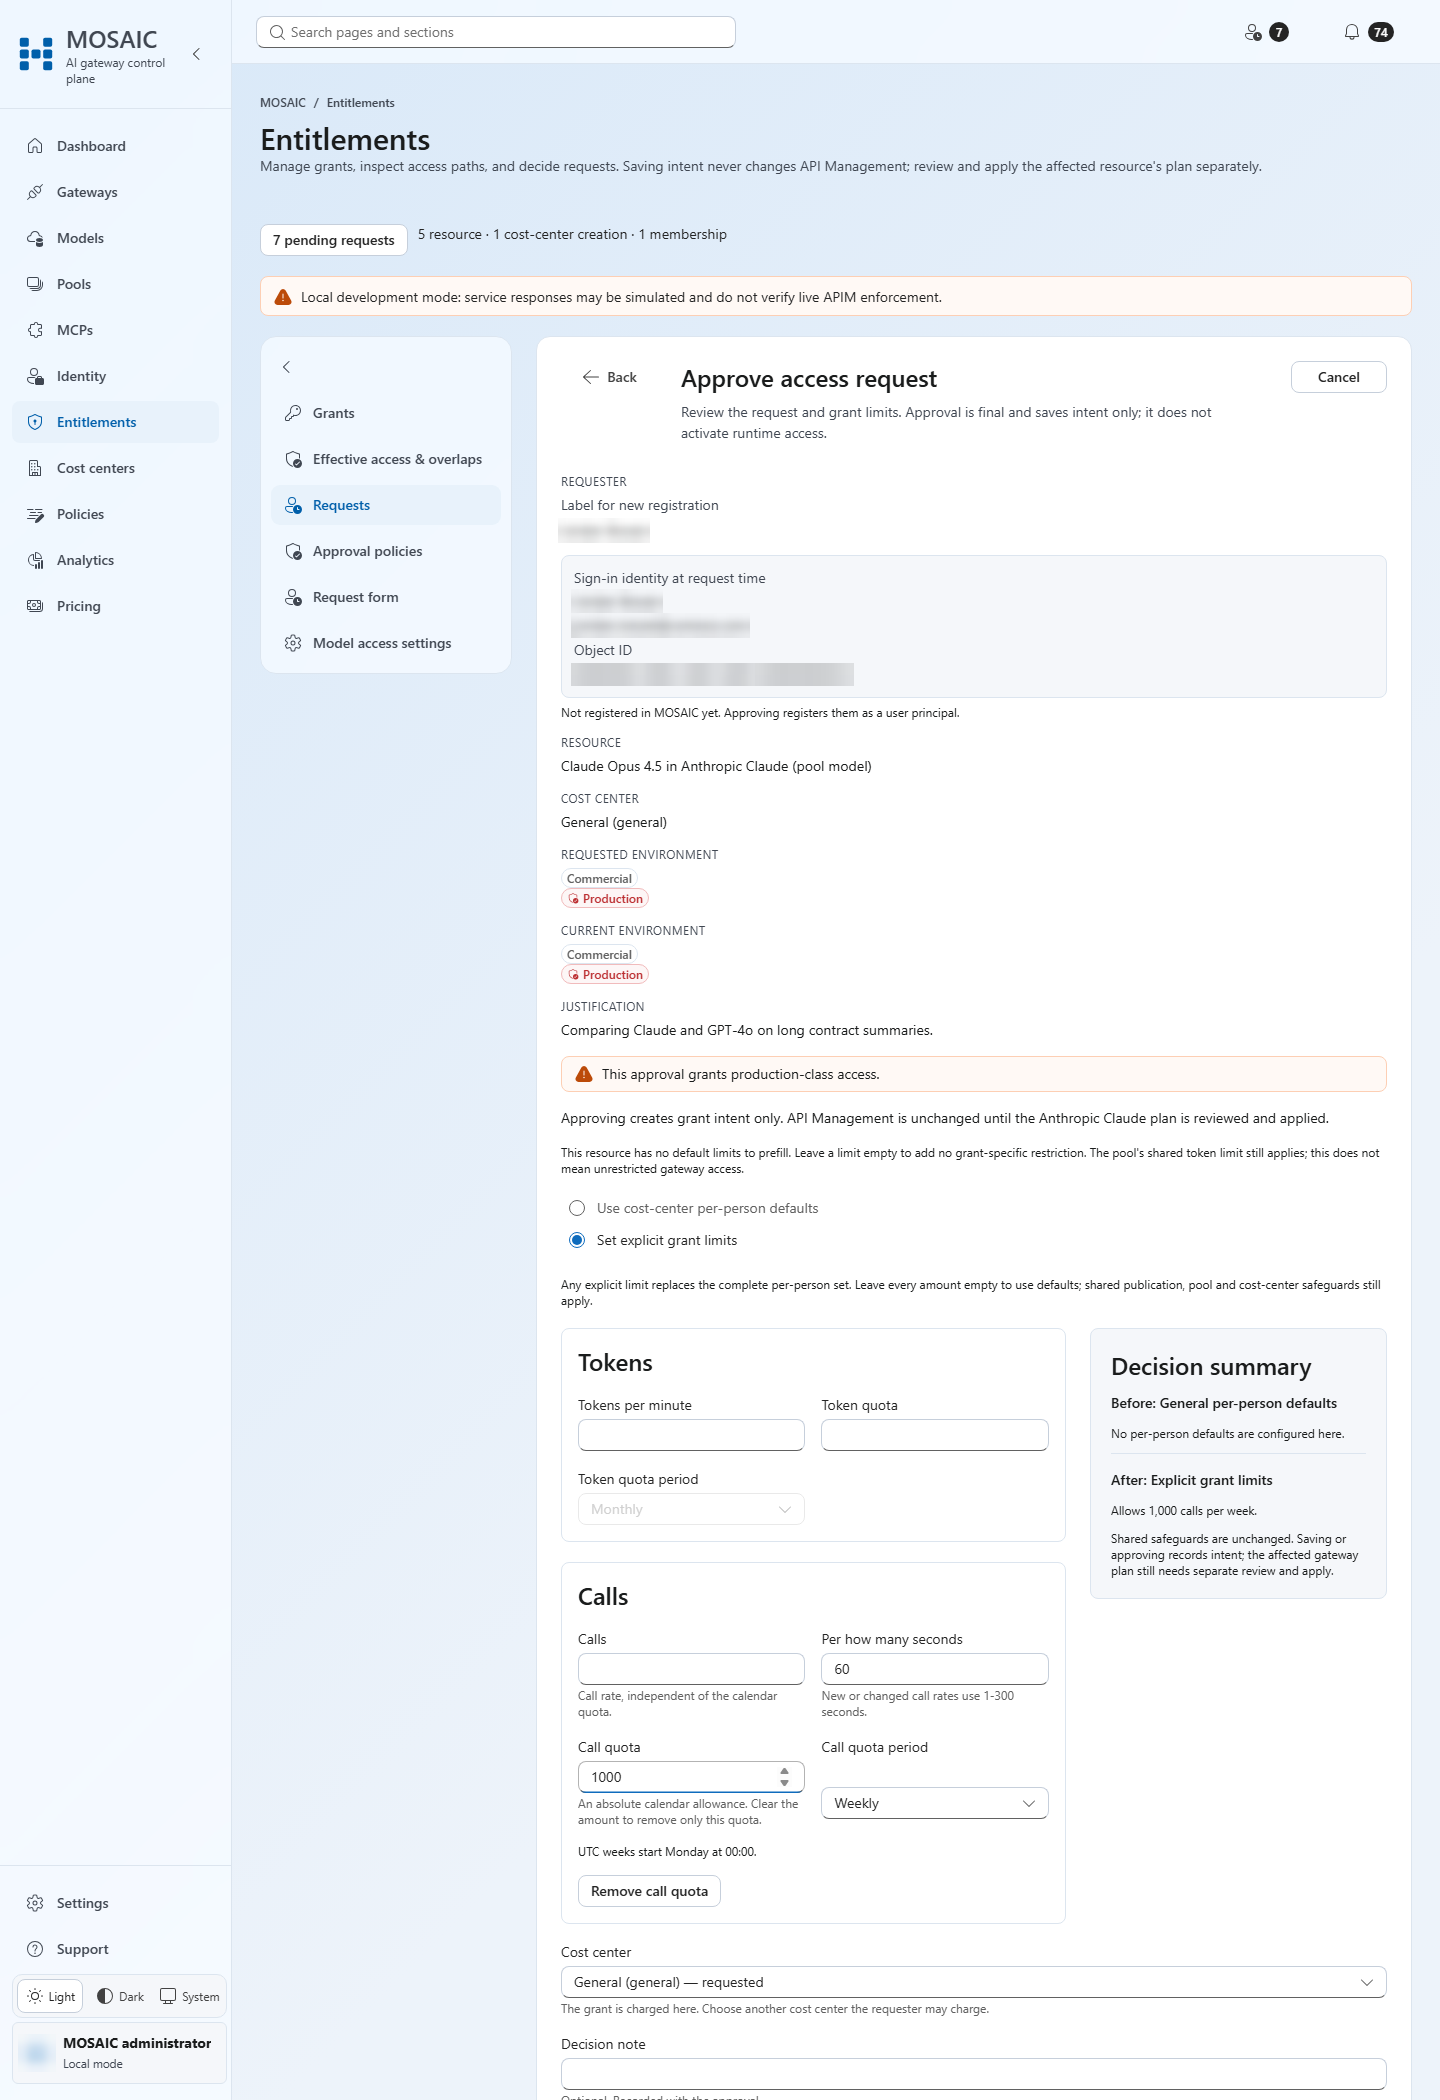 MOSAIC
AI gateway control
plane
Search pages and sections
7
74
Dashboard
Gateways
Models
Pools
MCPs
Identity
Entitlements
Cost centers
Policies
Analytics
Pricing
Settings
Support
Light
Dark
System
MOSAIC administrator
Local mode
MOSAIC / Entitlements
Entitlements
Manage grants, inspect access paths, and decide requests. Saving intent never changes API Management; review and apply the affected resource's plan separately.
7 pending requests
5 resource · 1 cost-center creation · 1 membership
Local development mode: service responses may be simulated and do not verify live APIM enforcement.
Grants
Effective access & overlaps
Requests
Approval policies
Request form
Model access settings
Back
Approve access request
Cancel
Review the request and grant limits. Approval is final and saves intent only; it does not
activate runtime access.
REQUESTER
Label for new registration
Sign-in identity at request time
Object ID
Not registered in MOSAIC yet. Approving registers them as a user principal.
RESOURCE
Claude Opus 4.5 in Anthropic Claude (pool model)
COST CENTER
General (general)
REQUESTED ENVIRONMENT
Commercial
Production
CURRENT ENVIRONMENT
Commercial
Production
JUSTIFICATION
Comparing Claude and GPT-4o on long contract summaries.
This approval grants production-class access.
Approving creates grant intent only. API Management is unchanged until the Anthropic Claude plan is reviewed and applied.
This resource has no default limits to prefill. Leave a limit empty to add no grant-specific restriction. The pool's shared token limit still applies; this does not
mean unrestricted gateway access.
Use cost-center per-person defaults
Set explicit grant limits
Any explicit limit replaces the complete per-person set. Leave every amount empty to use defaults; shared publication, pool and cost-center safeguards still
apply.
Tokens
Tokens per minute
Token quota
Token quota period
Monthly
Calls
Calls
Per how many seconds
60
Call rate, independent of the calendar
quota.
New or changed call rates use 1-300
seconds.
Call quota
Call quota period
1000
Weekly
An absolute calendar allowance. Clear the
amount to remove only this quota.
UTC weeks start Monday at 00:00.
Remove call quota
Decision summary
Before: General per-person defaults
No per-person defaults are configured here.
After: Explicit grant limits
Allows 1,000 calls per week.
Shared safeguards are unchanged. Saving or
approving records intent; the affected gateway
plan still needs separate review and apply.
Cost center
General (general) — requested
The grant is charged here. Choose another cost center the requester may charge.
Decision note
Optional. Recorded with the approval.